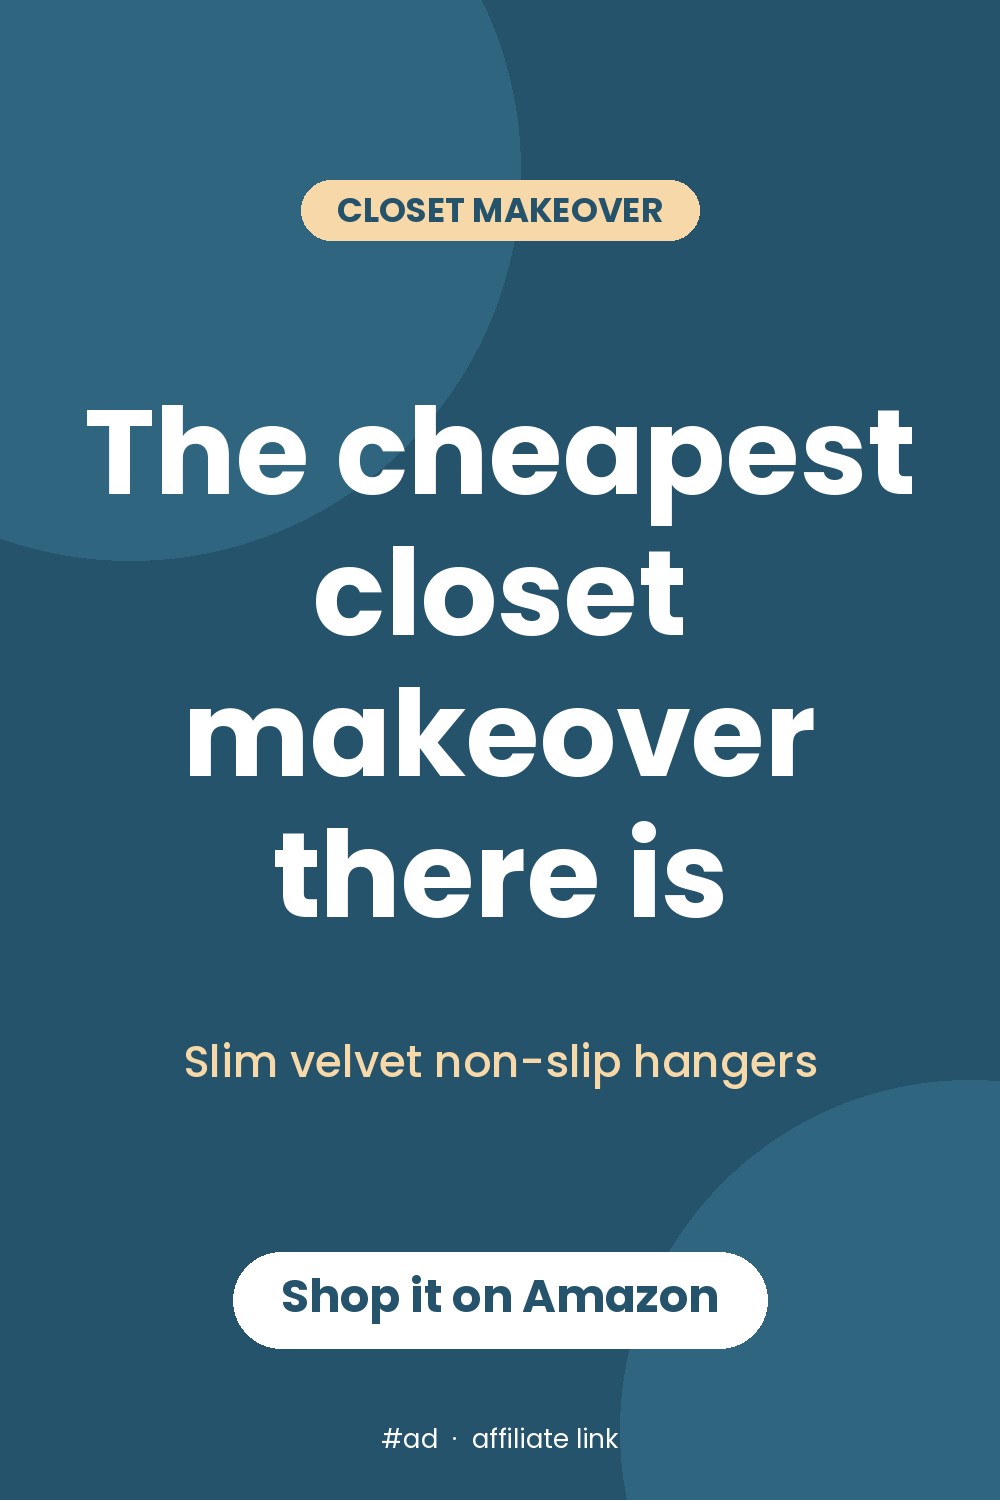 CLOSET MAKEOVER
The cheapest
closet
makeover
there is
Slim velvet non-slip hangers
Shop it on Amazon
#ad · affiliate link